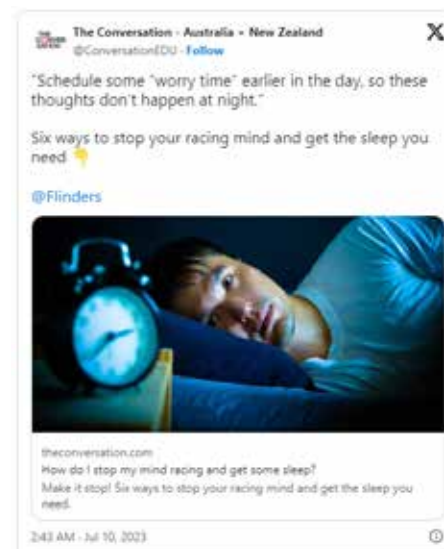 The Conversation - Australia + New Zealand
@ConversationEDU · Follow
"Schedule some "worry time" earlier in the day, so these
thoughts don't happen at night."
Six ways to stop your racing mind and get the sleep you
need 👇
@Flinders
theconversation.com
How do I stop my mind racing and get some sleep?
Make it stop! Six ways to stop your racing mind and get the sleep you
need.
2:43 AM · Jul 10, 2023